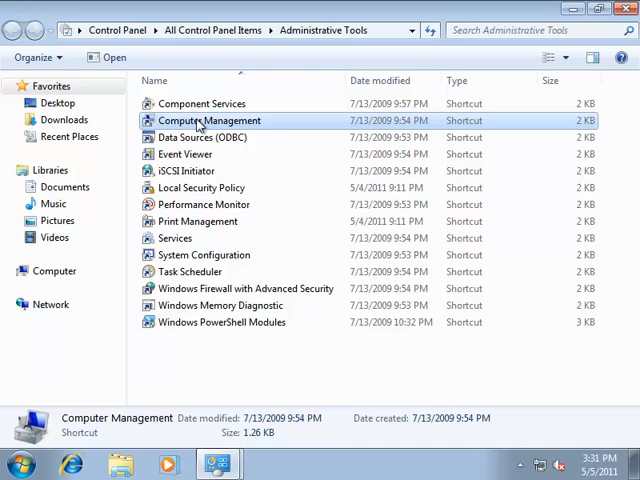 Control Panel All Control Panel Items Administrative Tools Search Administrative Tools
Organize Open
Name Date modified Type Size
Favorites
Desktop
Downloads
Recent Places
Libraries
Documents
Music
Pictures
Videos
Computer
Network
Component Services 7/13/2009 9:57 PM Shortcut 2 KB
Computer Management 7/13/2009 9:54 PM Shortcut 2 KB
Data Sources (ODBC) 7/13/2009 9:53 PM Shortcut 2 KB
Event Viewer 7/13/2009 9:54 PM Shortcut 2 KB
iSCSI Initiator 7/13/2009 9:54 PM Shortcut 2 KB
Local Security Policy 5/4/2011 9:11 PM Shortcut 2 KB
Performance Monitor 7/13/2009 9:53 PM Shortcut 2 KB
Print Management 5/4/2011 9:11 PM Shortcut 2 KB
Services 7/13/2009 9:54 PM Shortcut 2 KB
System Configuration 7/13/2009 9:53 PM Shortcut 2 KB
Task Scheduler 7/13/2009 9:54 PM Shortcut 2 KB
Windows Firewall with Advanced Security 7/13/2009 9:54 PM Shortcut 2 KB
Windows Memory Diagnostic 7/13/2009 9:53 PM Shortcut 2 KB
Windows PowerShell Modules 7/13/2009 10:32 PM Shortcut 3 KB
Computer Management Date modified: 7/13/2009 9:54 PM Date created: 7/13/2009 9:54 PM
Shortcut Size: 1.26 KB
3:31 PM
5/5/2011